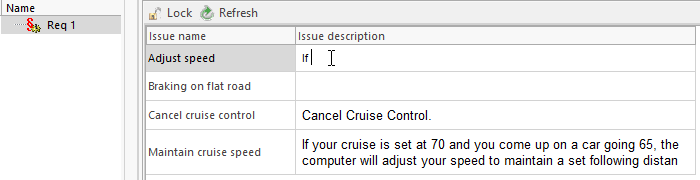 Name
Req 1
Lock Refresh
Issue name Issue description
Adjust speed If
Braking on flat road
Cancel cruise control Cancel Cruise Control.
Maintain cruise speed If your cruise is set at 70 and you come up on a car going 65, the
computer will adjust your speed to maintain a set following distan